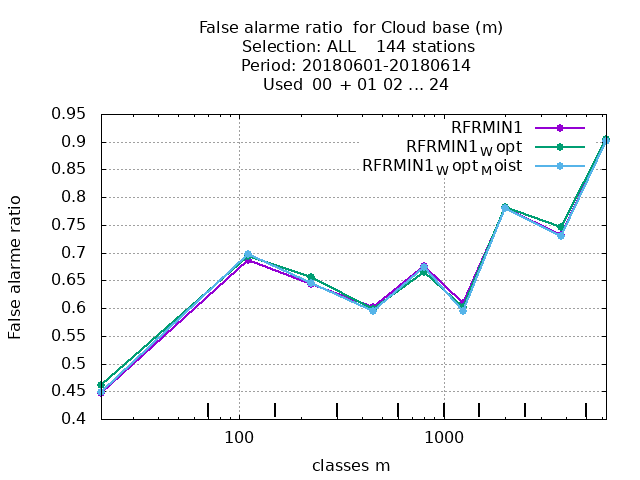 False alarme ratio  for Cloud base (m)
Selection: ALL    144 stations
Period: 20180601-20180614
Used  00  + 01 02 ... 24
RFRMIN1
RFRMIN1Wopt
RFRMIN1WoptMoist
0.95
0.9
0.85
0.8
0.75
0.7
0.65
0.6
0.55
0.5
0.45
0.4
False alarme ratio
100
1000
classes m